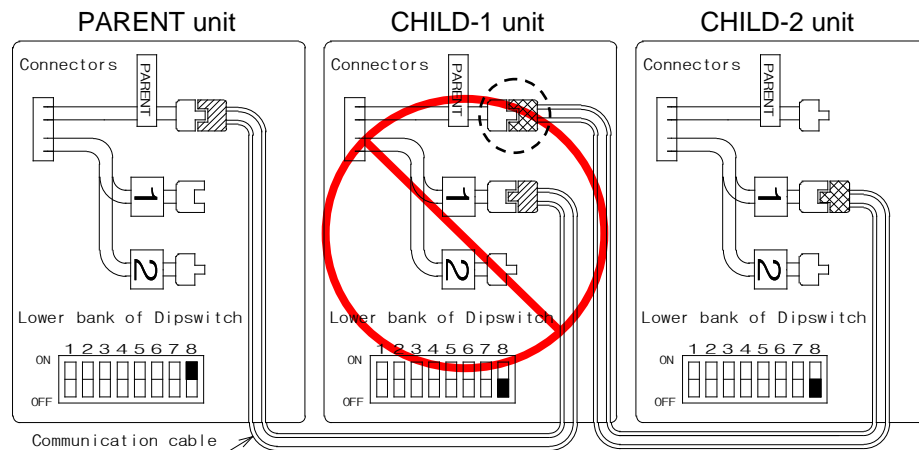 PARENT unit
Connectors
PARENT
1
2
Lower bank of Dipswitch
1 2 3 4 5 6 7 8
ON
OFF
Communication cable
CHILD-1 unit
Connectors
PARENT
1
2
Lower bank of Dipswitch
1 2 3 4 5 6 7 8
ON
OFF
CHILD-2 unit
Connectors
PARENT
1
2
Lower bank of Dipswitch
1 2 3 4 5 6 7 8
ON
OFF